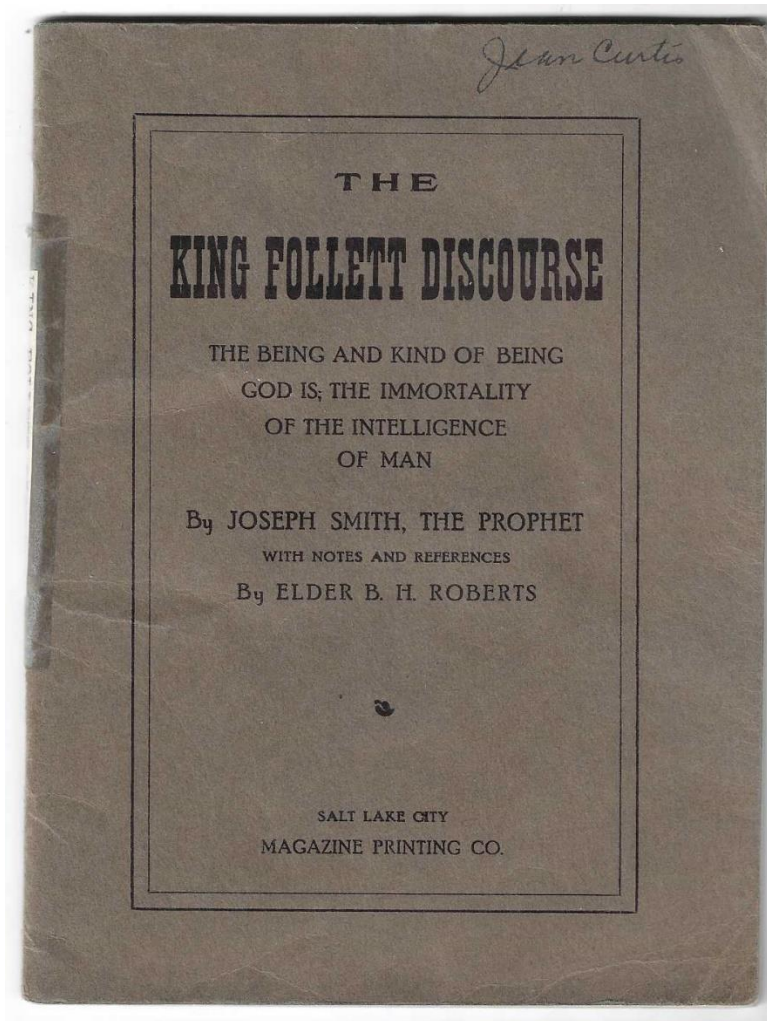 Jean Curtis
THE
KING FOLLETT DISCOURSE
THE BEING AND KIND OF BEING
GOD IS; THE IMMORTALITY
OF THE INTELLIGENCE
OF MAN
By JOSEPH SMITH, THE PROPHET
WITH NOTES AND REFERENCES
By ELDER B. H. ROBERTS
SALT LAKE CITY
MAGAZINE PRINTING CO.